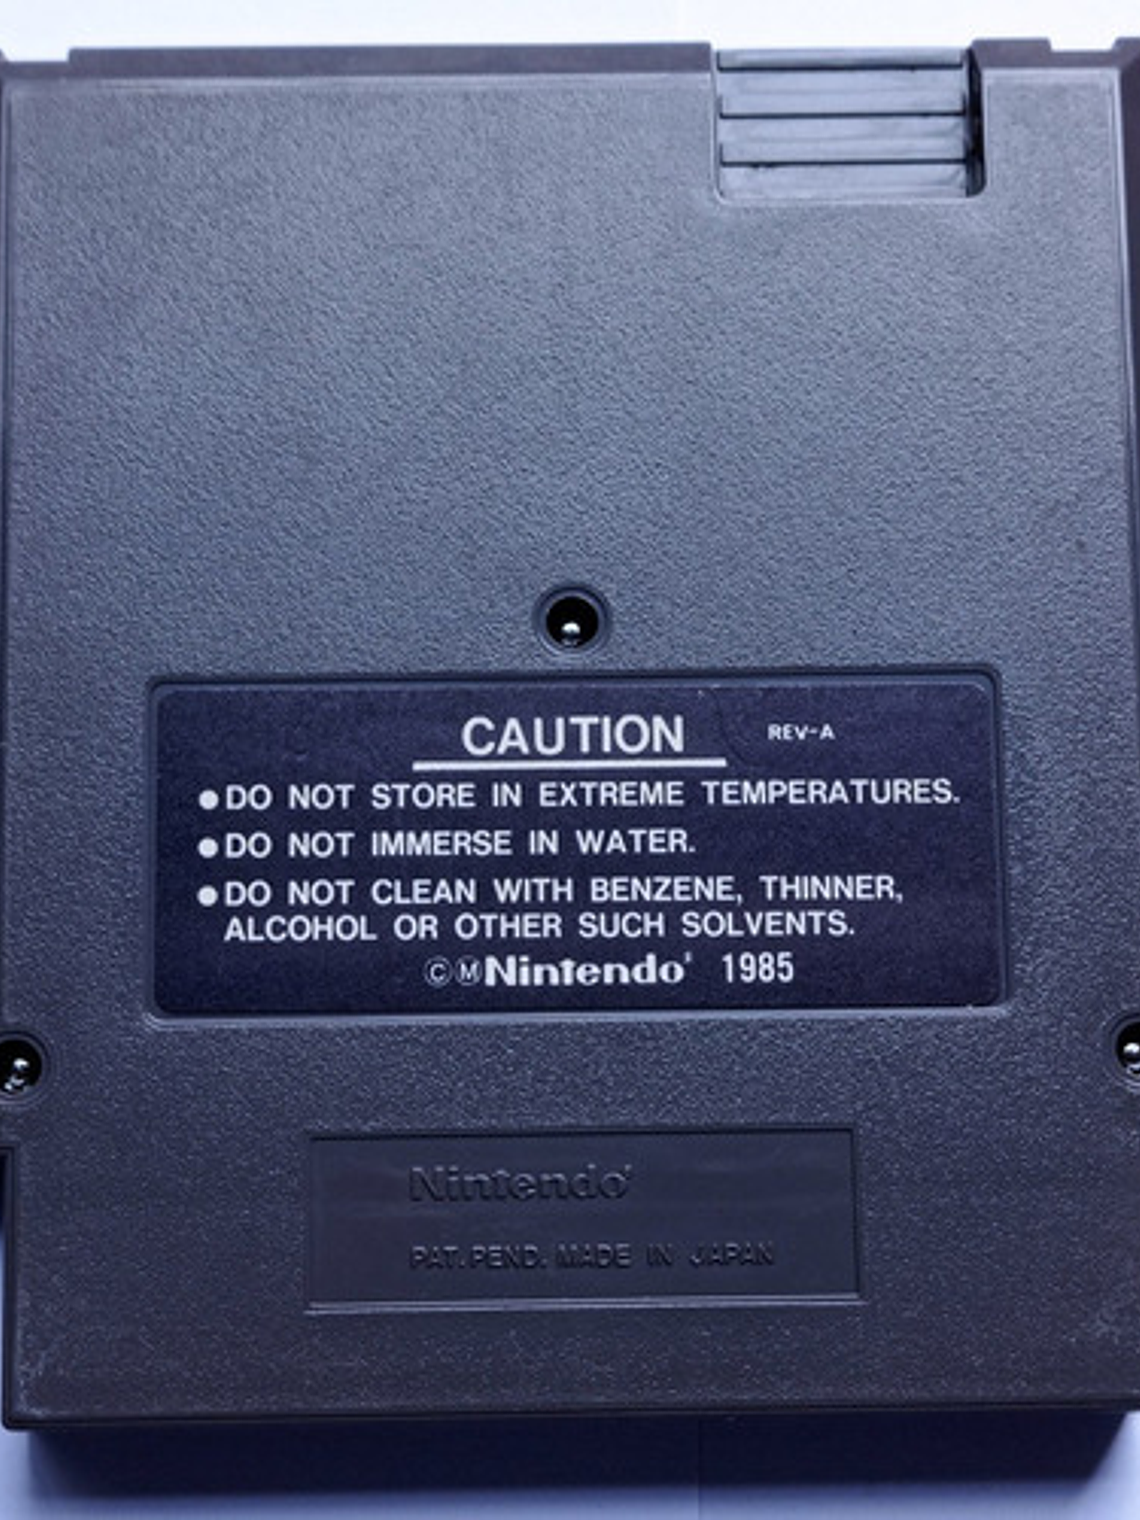 CAUTION REV-A
●DO NOT STORE IN EXTREME TEMPERATURES.
●DO NOT IMMERSE IN WATER.
●DO NOT CLEAN WITH BENZENE, THINNER,
ALCOHOL OR OTHER SUCH SOLVENTS.
ⒸⓂNintendo® 1985
Nintendo®
PAT. PEND. MADE IN JAPAN